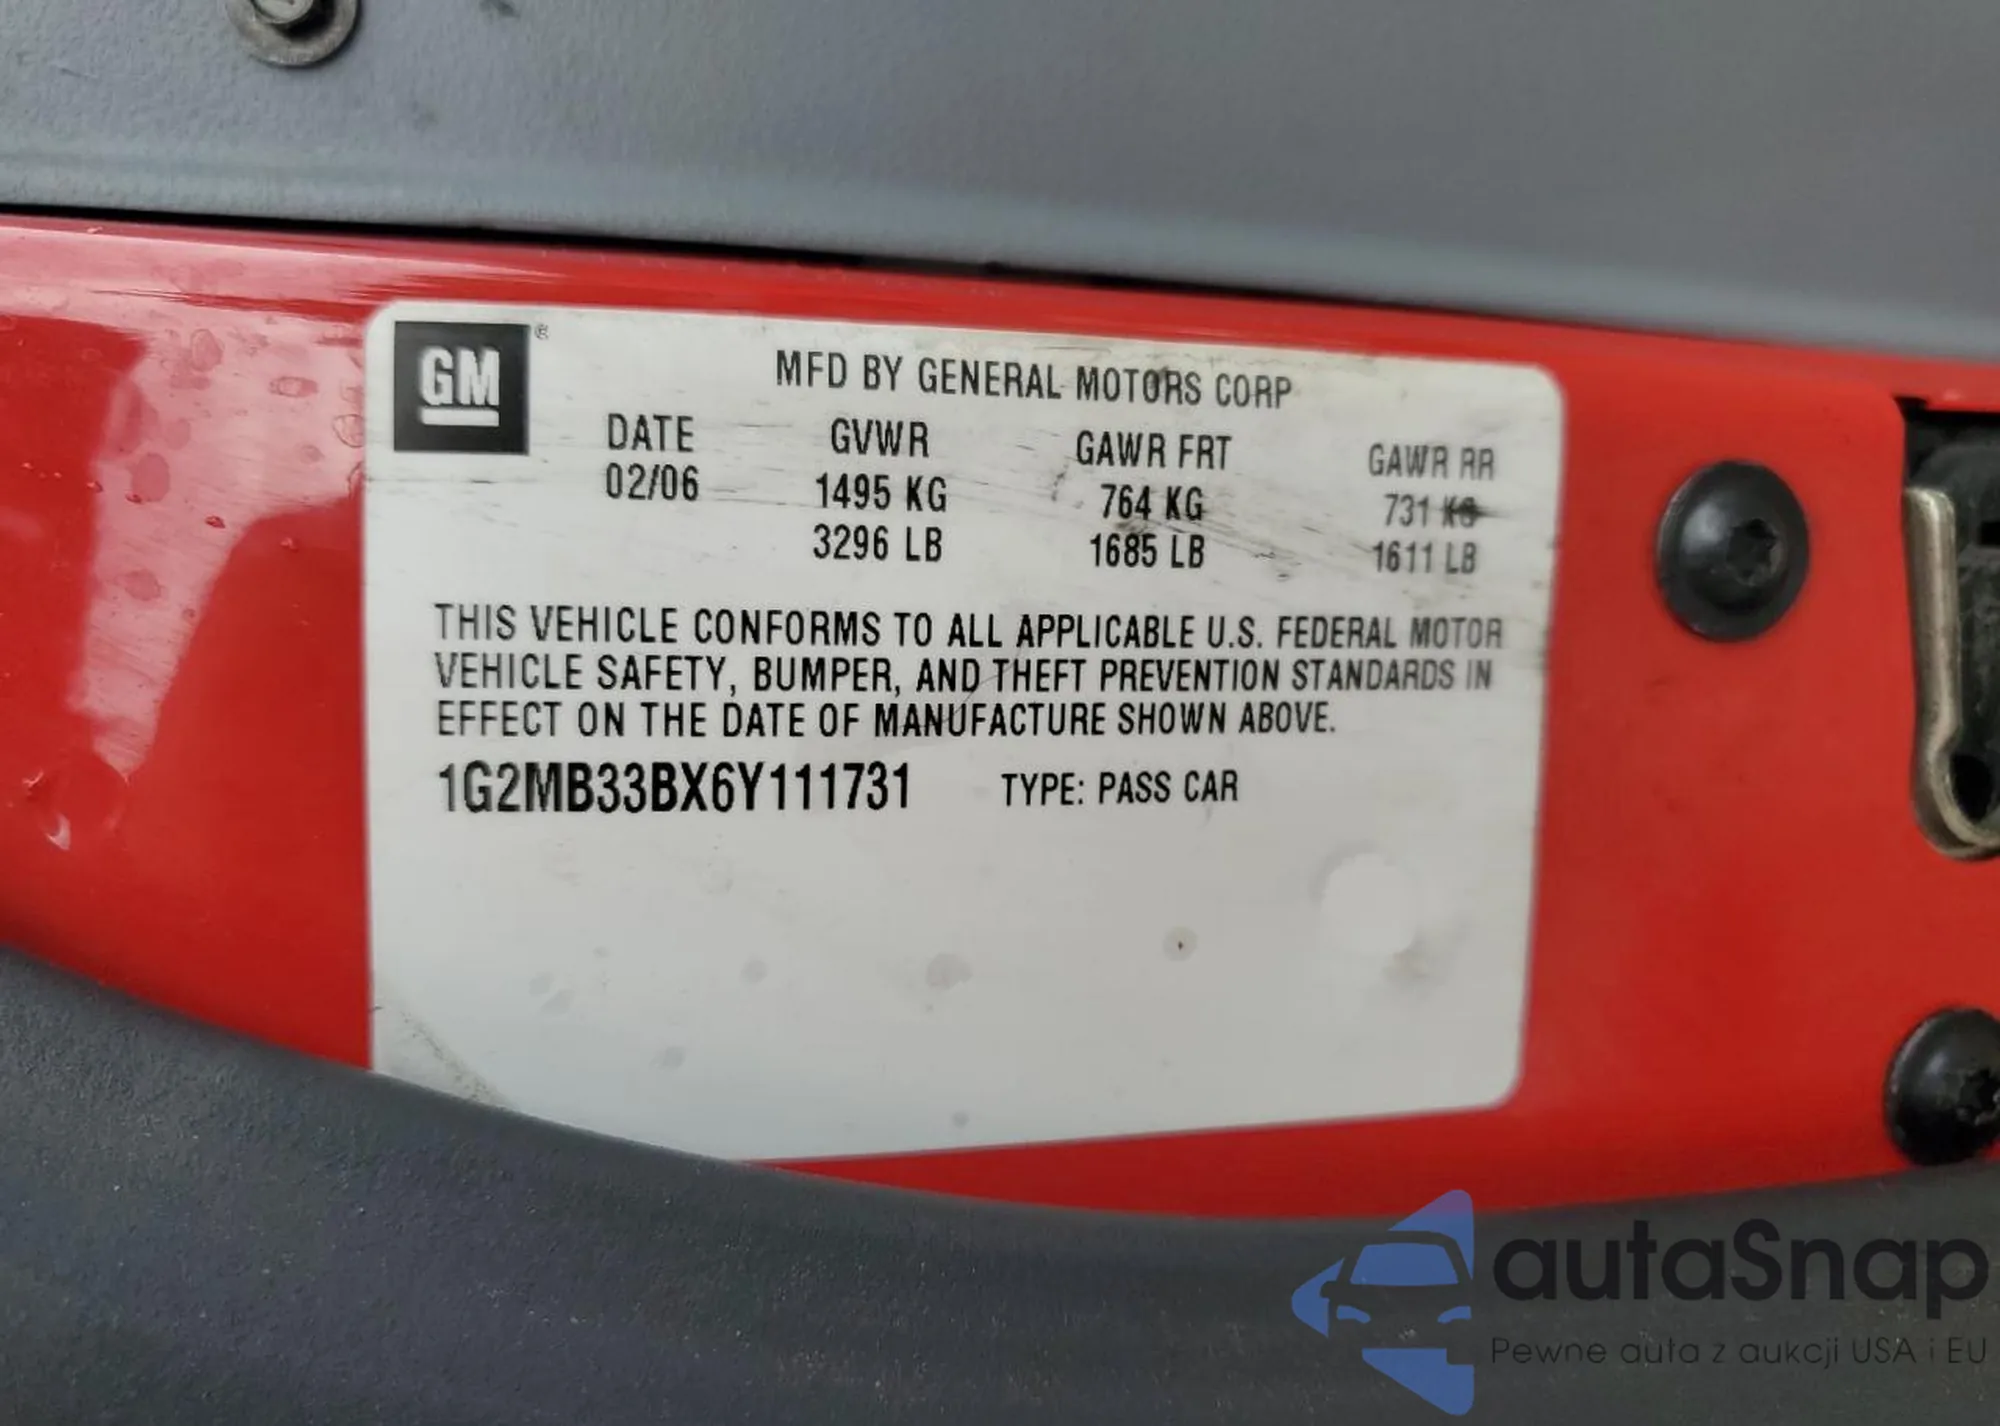 GM ®
MFD BY GENERAL MOTORS CORP
DATE GVWR GAWR FRT GAWR RR
02/06 1495 KG 764 KG 731 KG
3296 LB 1685 LB 1611 LB
THIS VEHICLE CONFORMS TO ALL APPLICABLE U.S. FEDERAL MOTOR
VEHICLE SAFETY, BUMPER, AND THEFT PREVENTION STANDARDS IN
EFFECT ON THE DATE OF MANUFACTURE SHOWN ABOVE.
1G2MB33BX6Y111731 TYPE: PASS CAR
autaSnap
Pewne auta z aukcji USA i EU